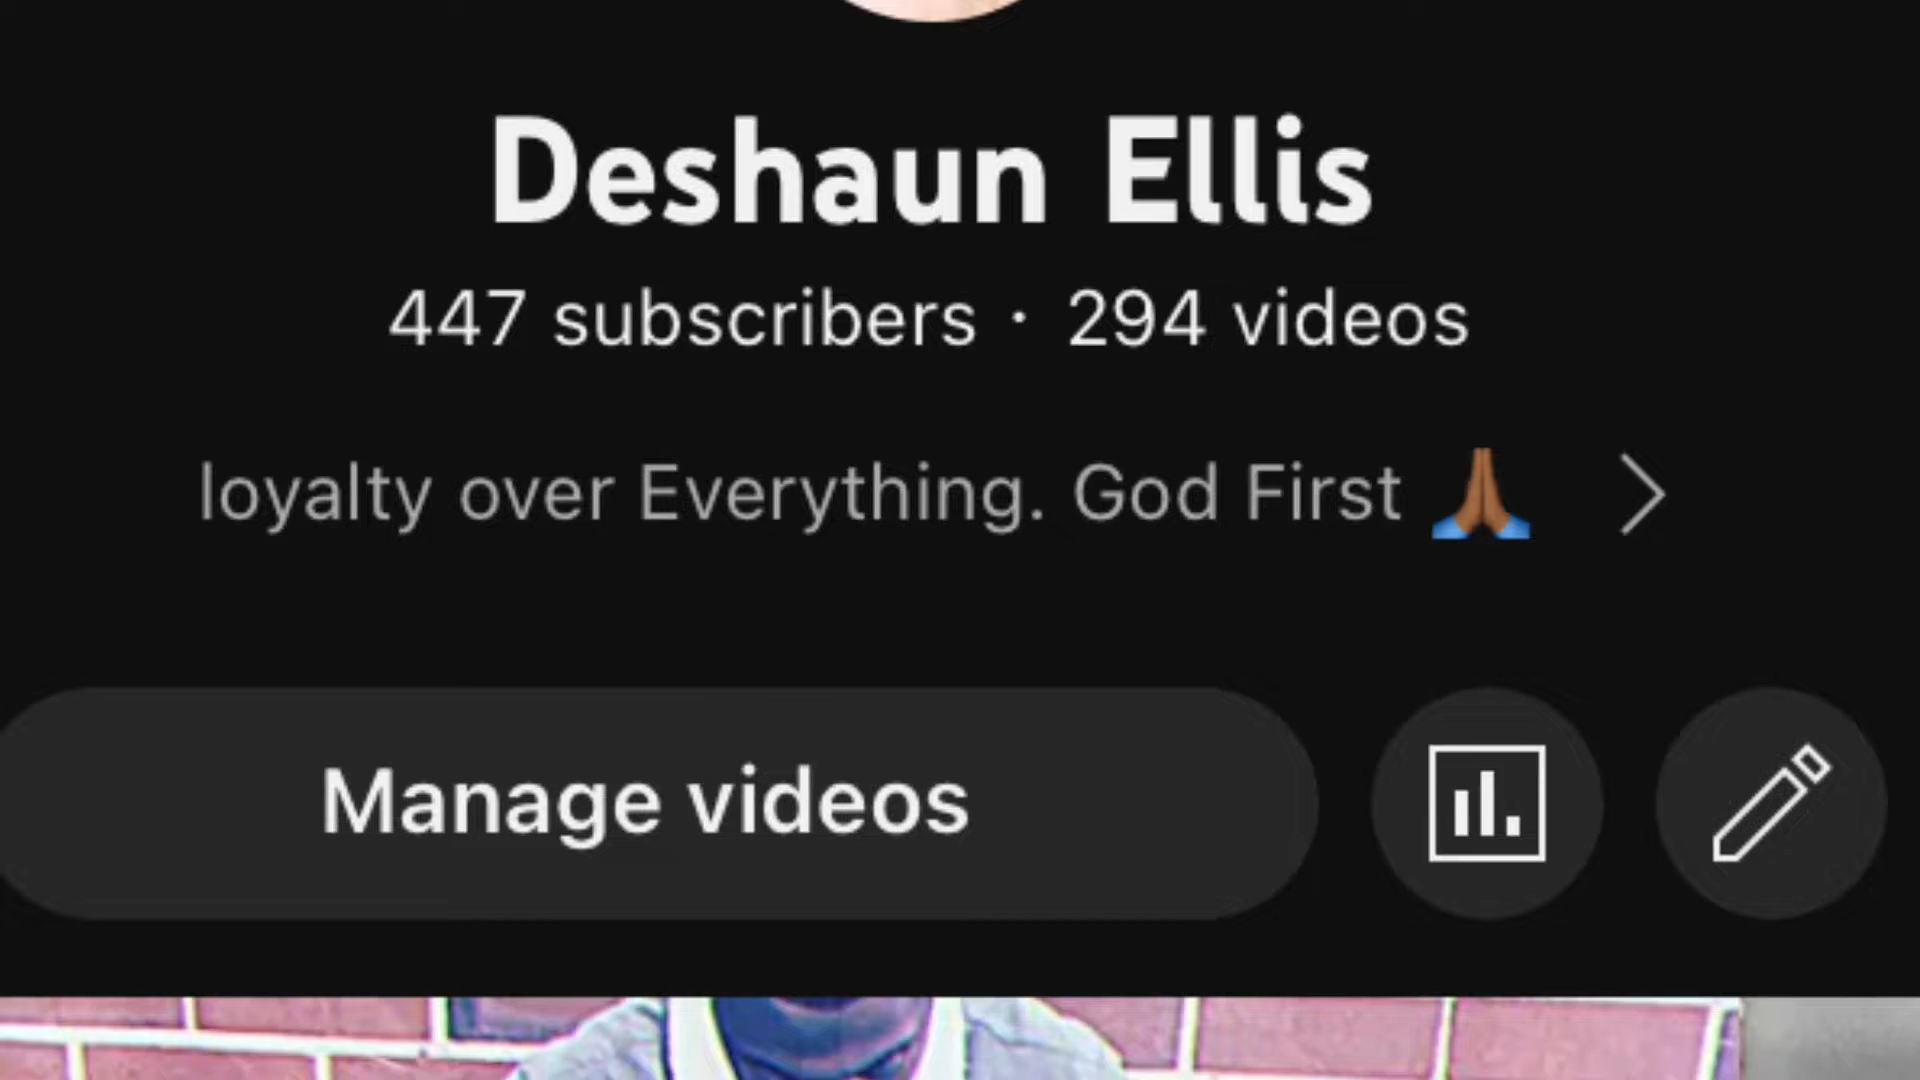 Deshaun Ellis
447 subscribers · 294 videos
loyalty over Everything. God First 🙏🏾
Manage videos